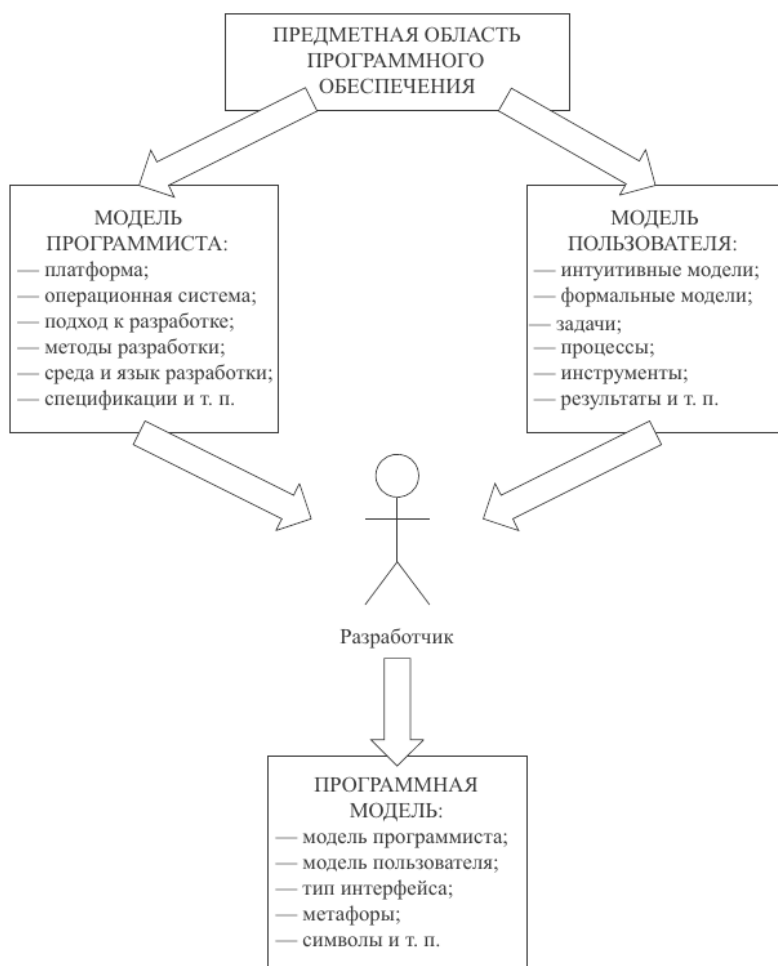 ПРЕДМЕТНАЯ ОБЛАСТЬ
ПРОГРАММНОГО
ОБЕСПЕЧЕНИЯ
МОДЕЛЬ
ПРОГРАММИСТА:
— платформа;
— операционная система;
— подход к разработке;
— методы разработки;
— среда и язык разработки;
— спецификации и т. п.
МОДЕЛЬ
ПОЛЬЗОВАТЕЛЯ:
— интуитивные модели;
— формальные модели;
— задачи;
— процессы;
— инструменты;
— результаты и т. п.
Разработчик
ПРОГРАММНАЯ
МОДЕЛЬ:
— модель программиста;
— модель пользователя;
— тип интерфейса;
— метафоры;
— символы и т. п.